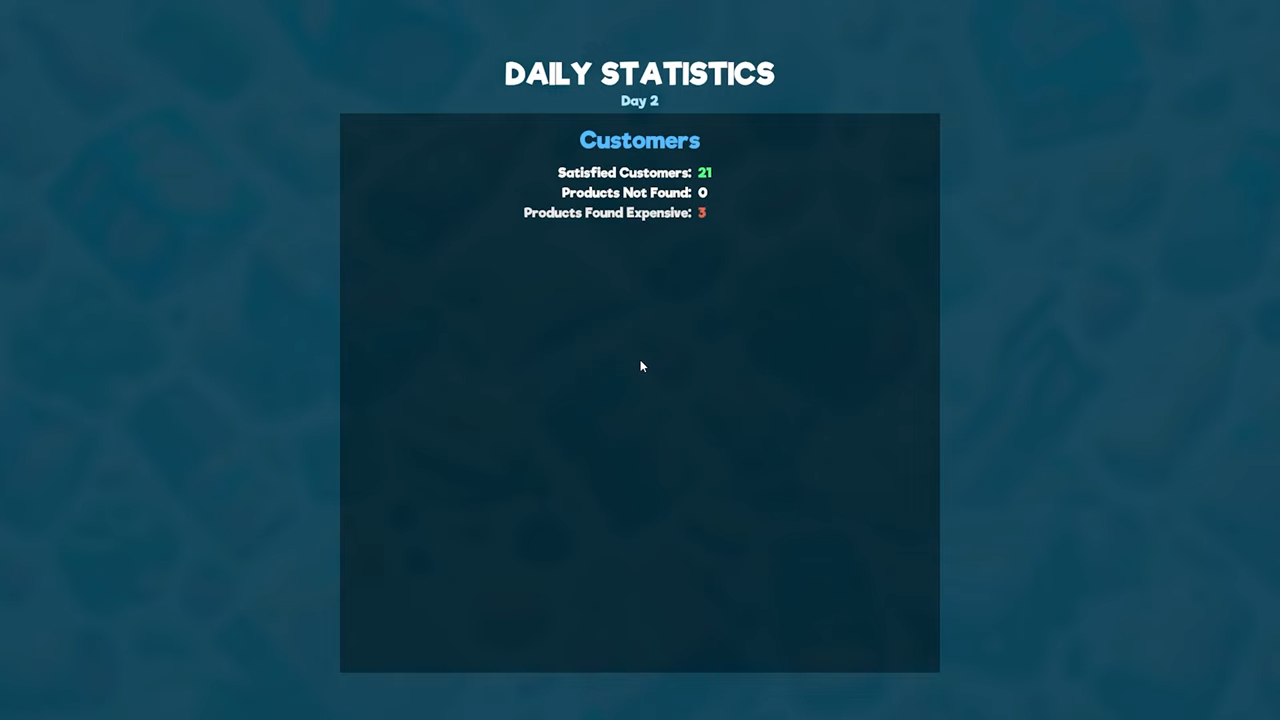 DAILY STATISTICS
Day 2
Customers
Satisfied Customers: 21
Products Not Found: 0
Products Found Expensive: 3